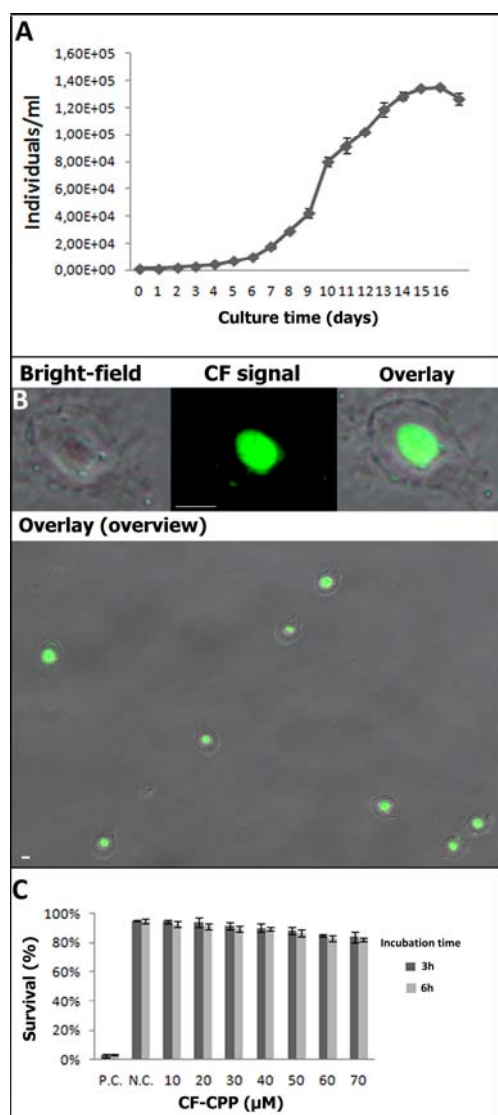 A
1,60E+05
1,40E+05
1,20E+05
1,00E+05
8,00E+04
6,00E+04
4,00E+04
2,00E+04
0,00E+00
Individuals/ml
0 1 2 3 4 5 6 7 8 9 10 11 12 13 14 15 16
Culture time (days)
Bright-field CF signal Overlay
B
Overlay (overview)
C
100%
80%
60%
40%
20%
0%
Survival (%)
P.C. N.C. 10 20 30 40 50 60 70
CF-CPP (µM)
Incubation time
3h
6h